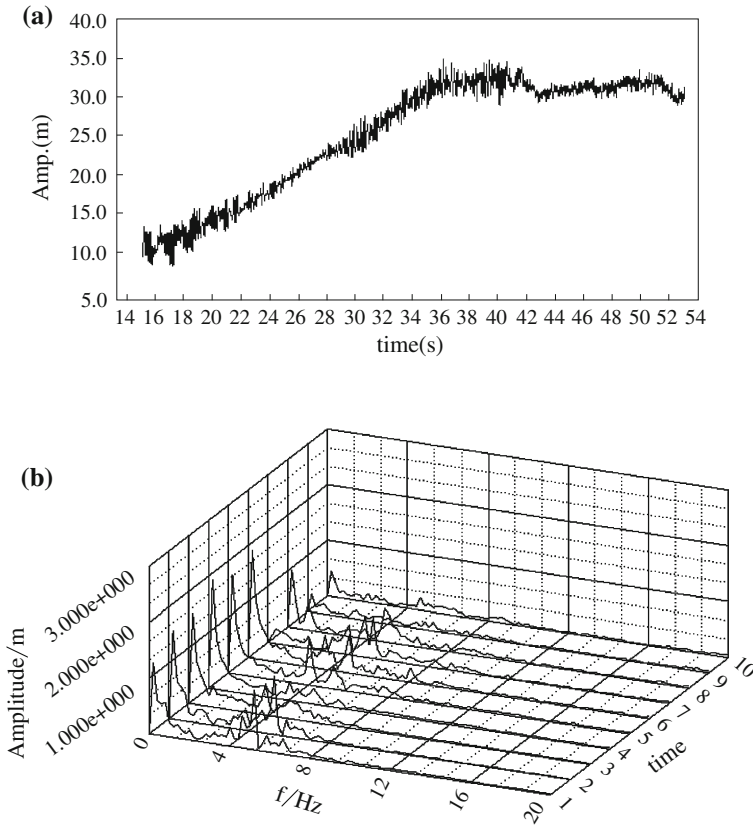 (a)
40.0
35.0
30.0
25.0
20.0
15.0
10.0
5.0
Amp.(m)
14 16 18 20 22 24 26 28 30 32 34 36 38 40 42 44 46 48 50 52 54
time(s)
(b)
3.000e+000
2.000e+000
1.000e+000
Amplitude/m
0 4 8 12 16 20
f/Hz
1 2 3 4 5 6 7 8 9 10
time